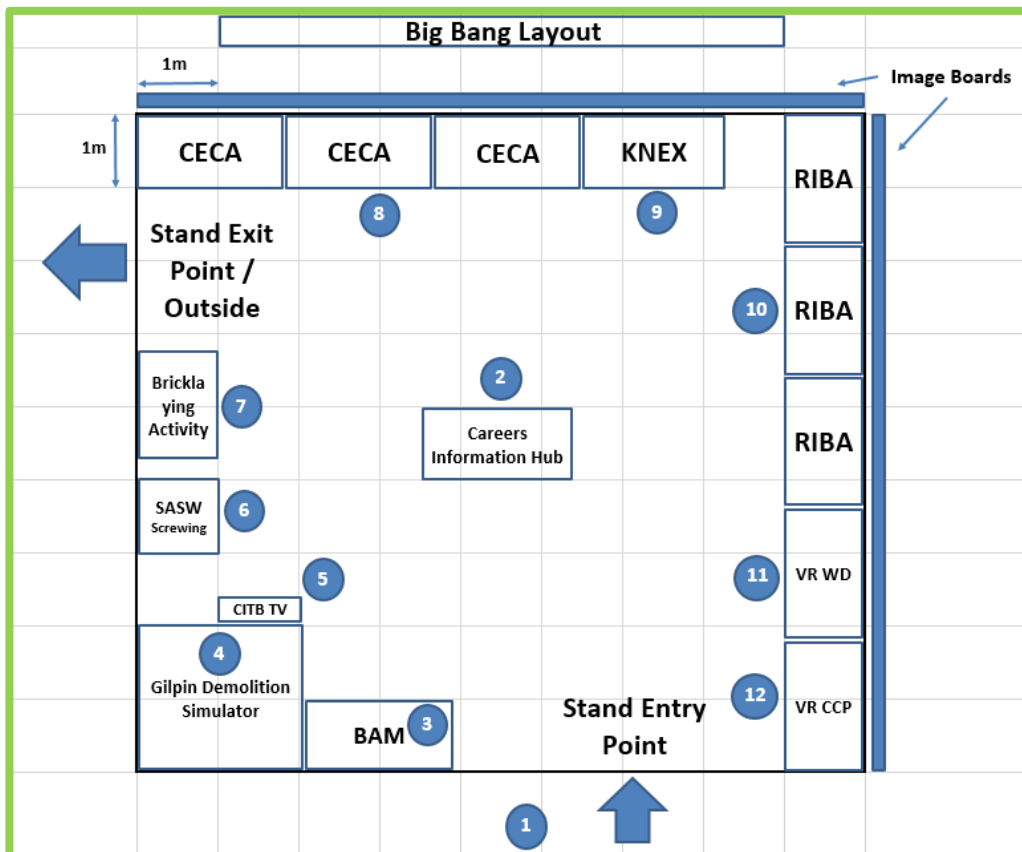 Big Bang Layout
1m
Image Boards
1m
CECA
CECA
CECA
KNEX
RIBA
8
9
Stand Exit
Point /
Outside
10
RIBA
2
Brickla
ying
Activity
7
Careers
Information Hub
RIBA
SASW
Screwing
6
5
11
VR WD
CITB TV
4
Gilpin Demolition
Simulator
BAM
3
Stand Entry
Point
12
VR CCP
1